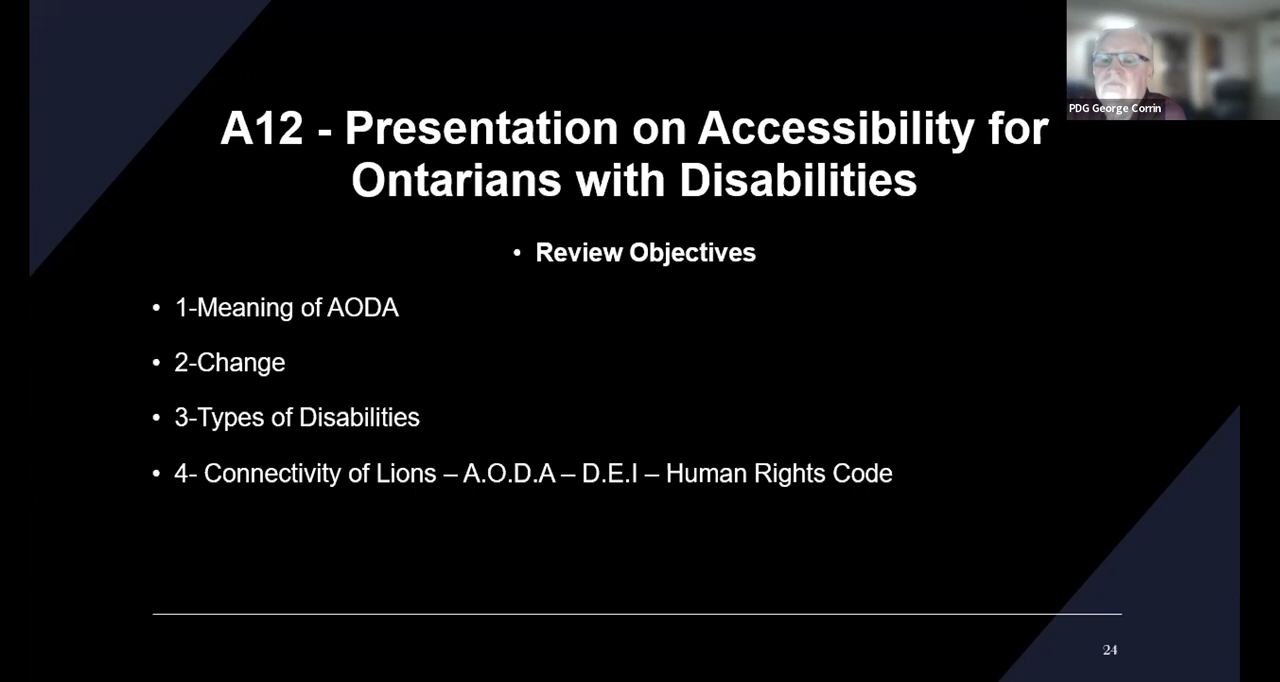 PDG George Corrin
A12 - Presentation on Accessibility for
Ontarians with Disabilities
• Review Objectives
• 1-Meaning of AODA
• 2-Change
• 3-Types of Disabilities
• 4- Connectivity of Lions – A.O.D.A – D.E.I – Human Rights Code
24